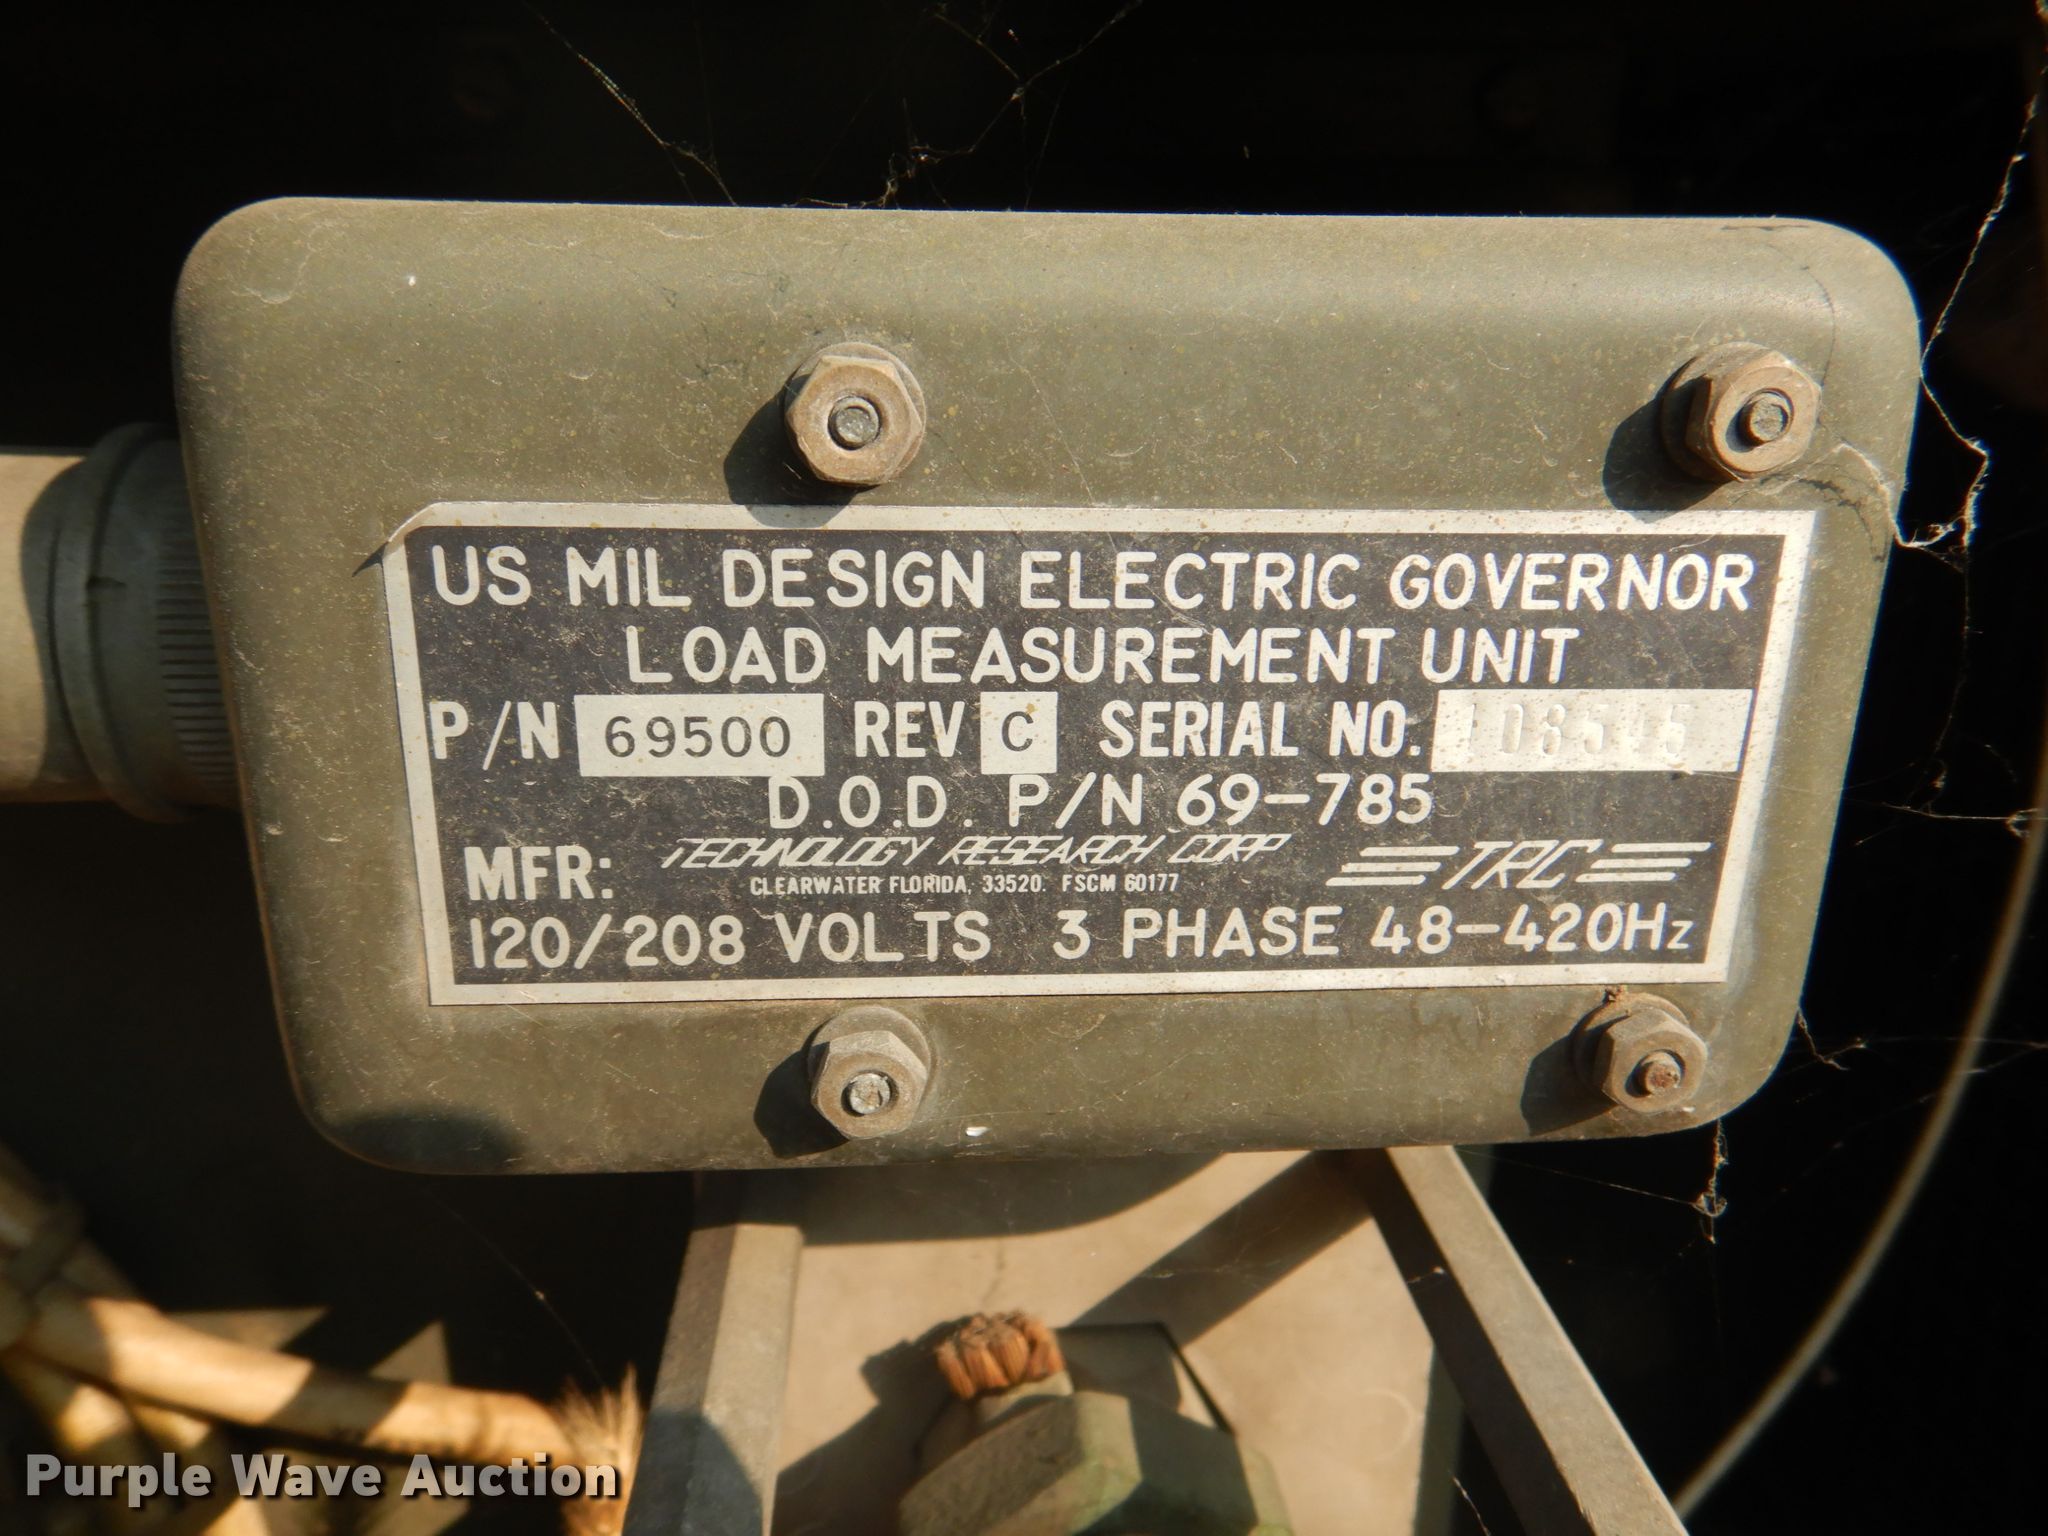 US MIL DESIGN ELECTRIC GOVERNOR
LOAD MEASUREMENT UNIT
P/N 69500 REV C SERIAL NO.
D.O.D. P/N 69-785
MFR: TECHNOLOGY RESEARCH CORP TRC
CLEARWATER FLORIDA, 33520. FSCM 60177
120/208 VOLTS 3 PHASE 48-420Hz
Purple Wave Auction